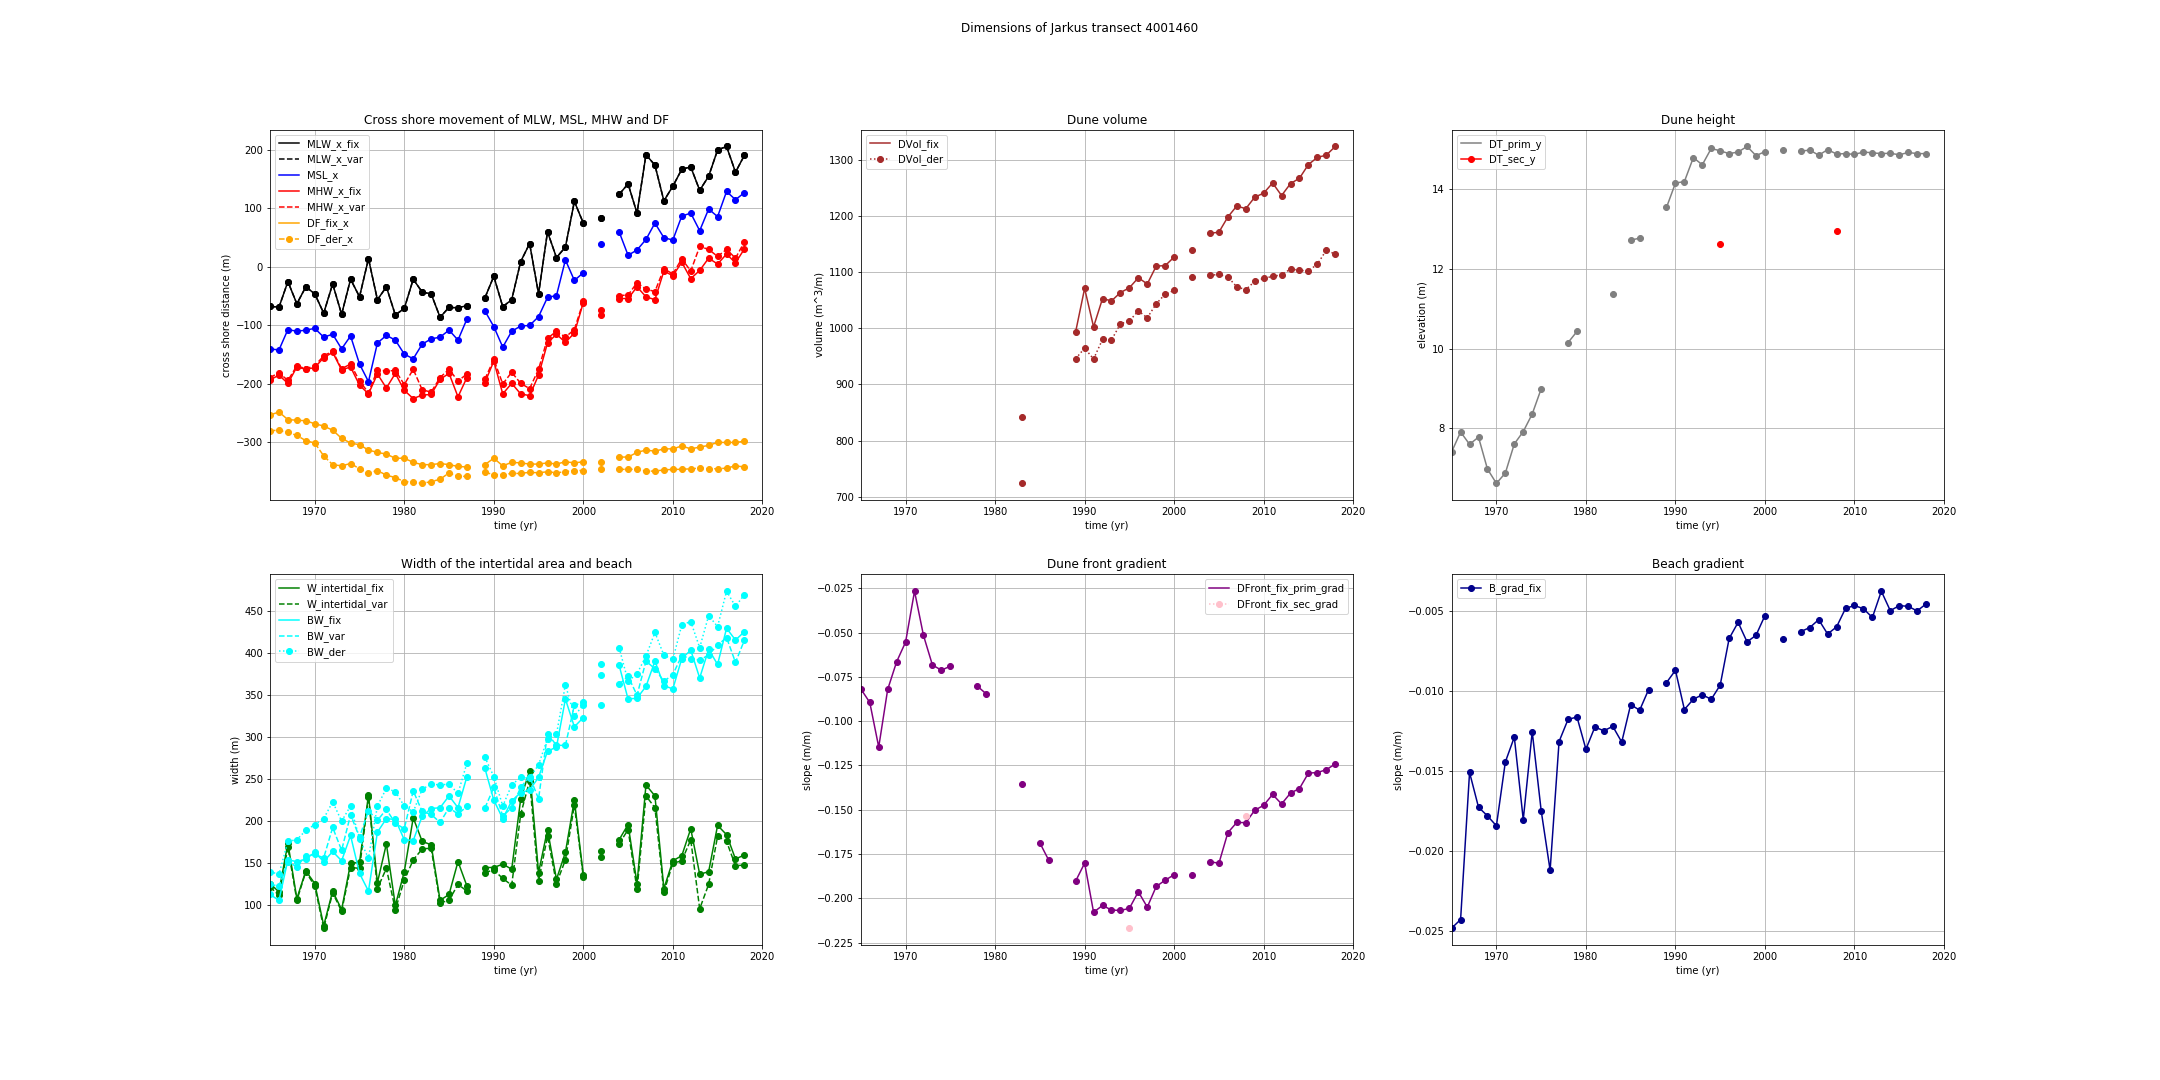 Dimensions of Jarkus transect 4001460
Cross shore movement of MLW, MSL, MHW and DF
MLW_x_fix
MLW_x_var
MSL_x
MHW_x_fix
MHW_x_var
DF_fix_x
DF_der_x
cross shore distance (m)
200
100
0
−100
−200
−300
1970
1980
1990
2000
2010
2020
time (yr)
Dune volume
DVol_fix
DVol_der
volume (m^3/m)
1300
1200
1100
1000
900
800
700
1970
1980
1990
2000
2010
2020
time (yr)
Dune height
DT_prim_y
DT_sec_y
elevation (m)
14
12
10
8
1970
1980
1990
2000
2010
2020
time (yr)
Width of the intertidal area and beach
W_intertidal_fix
W_intertidal_var
BW_fix
BW_var
BW_der
width (m)
450
400
350
300
250
200
150
100
1970
1980
1990
2000
2010
2020
time (yr)
Dune front gradient
DFront_fix_prim_grad
DFront_fix_sec_grad
slope (m/m)
−0.025
−0.050
−0.075
−0.100
−0.125
−0.150
−0.175
−0.200
−0.225
1970
1980
1990
2000
2010
2020
time (yr)
Beach gradient
B_grad_fix
slope (m/m)
−0.005
−0.010
−0.015
−0.020
−0.025
1970
1980
1990
2000
2010
2020
time (yr)